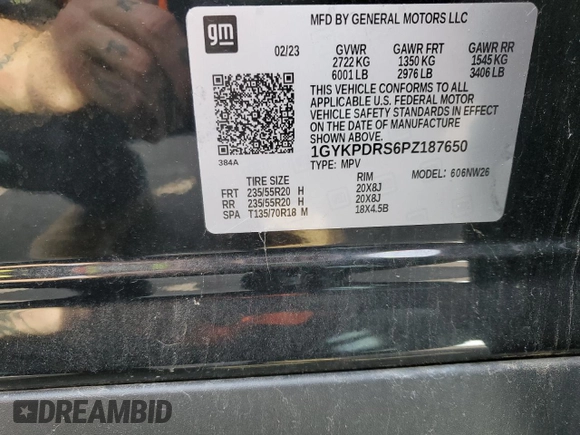 gm
MFD BY GENERAL MOTORS LLC
02/23 GVWR GAWR FRT GAWR RR
2722 KG 1350 KG 1545 KG
6001 LB 2976 LB 3406 LB
THIS VEHICLE CONFORMS TO ALL
APPLICABLE U.S. FEDERAL MOTOR
VEHICLE SAFETY STANDARDS IN EFFECT
ON THE DATE OF MANUFACTURE
SHOWN ABOVE.
384A
1GYKPDRS6PZ187650
TYPE: MPV MODEL: 606NW26
TIRE SIZE RIM
FRT 235/55R20 H 20X8J
RR 235/55R20 H 20X8J
SPA T135/70R18 M 18X4.5B
DREAMBID